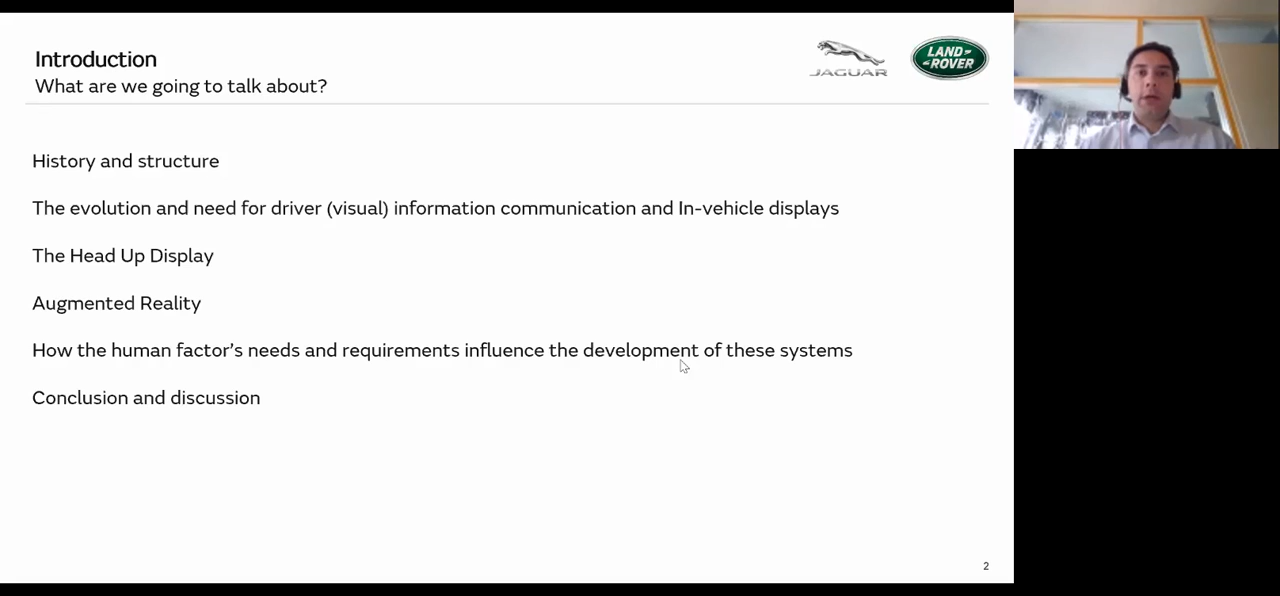 Introduction
What are we going to talk about?
JAGUAR
LAND
ROVER
History and structure
The evolution and need for driver (visual) information communication and In-vehicle displays
The Head Up Display
Augmented Reality
How the human factor’s needs and requirements influence the development of these systems
Conclusion and discussion
2